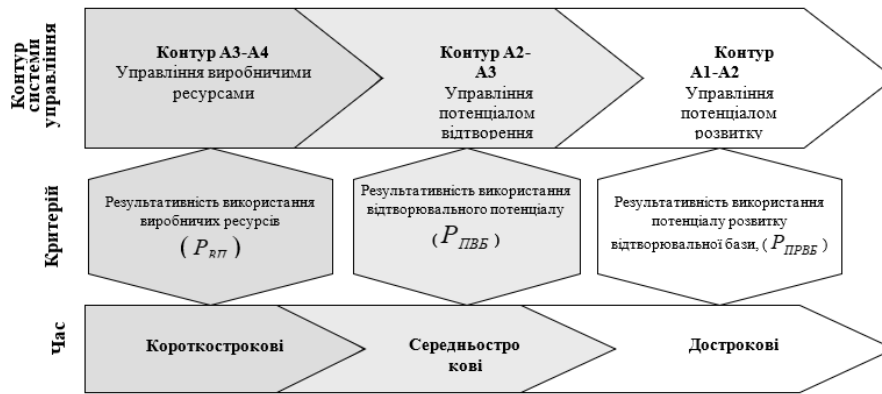 Контур
системи
управління
Контур А3-А4
Управління виробничими
ресурсами
Контур А2-
А3
Управління
потенціалом
відтворення
Контур
А1-А2
Управління
потенціалом
розвитку
Критерій
Результативність використання
виробничих ресурсів
( P_ВП )
Результативність використання
відтворювального потенціалу
( P_ПВБ )
Результативність використання
потенціалу розвитку
відтворювальної бази, ( P_ПРВБ )
Час
Короткострокові
Середньостро
кові
Дострокові